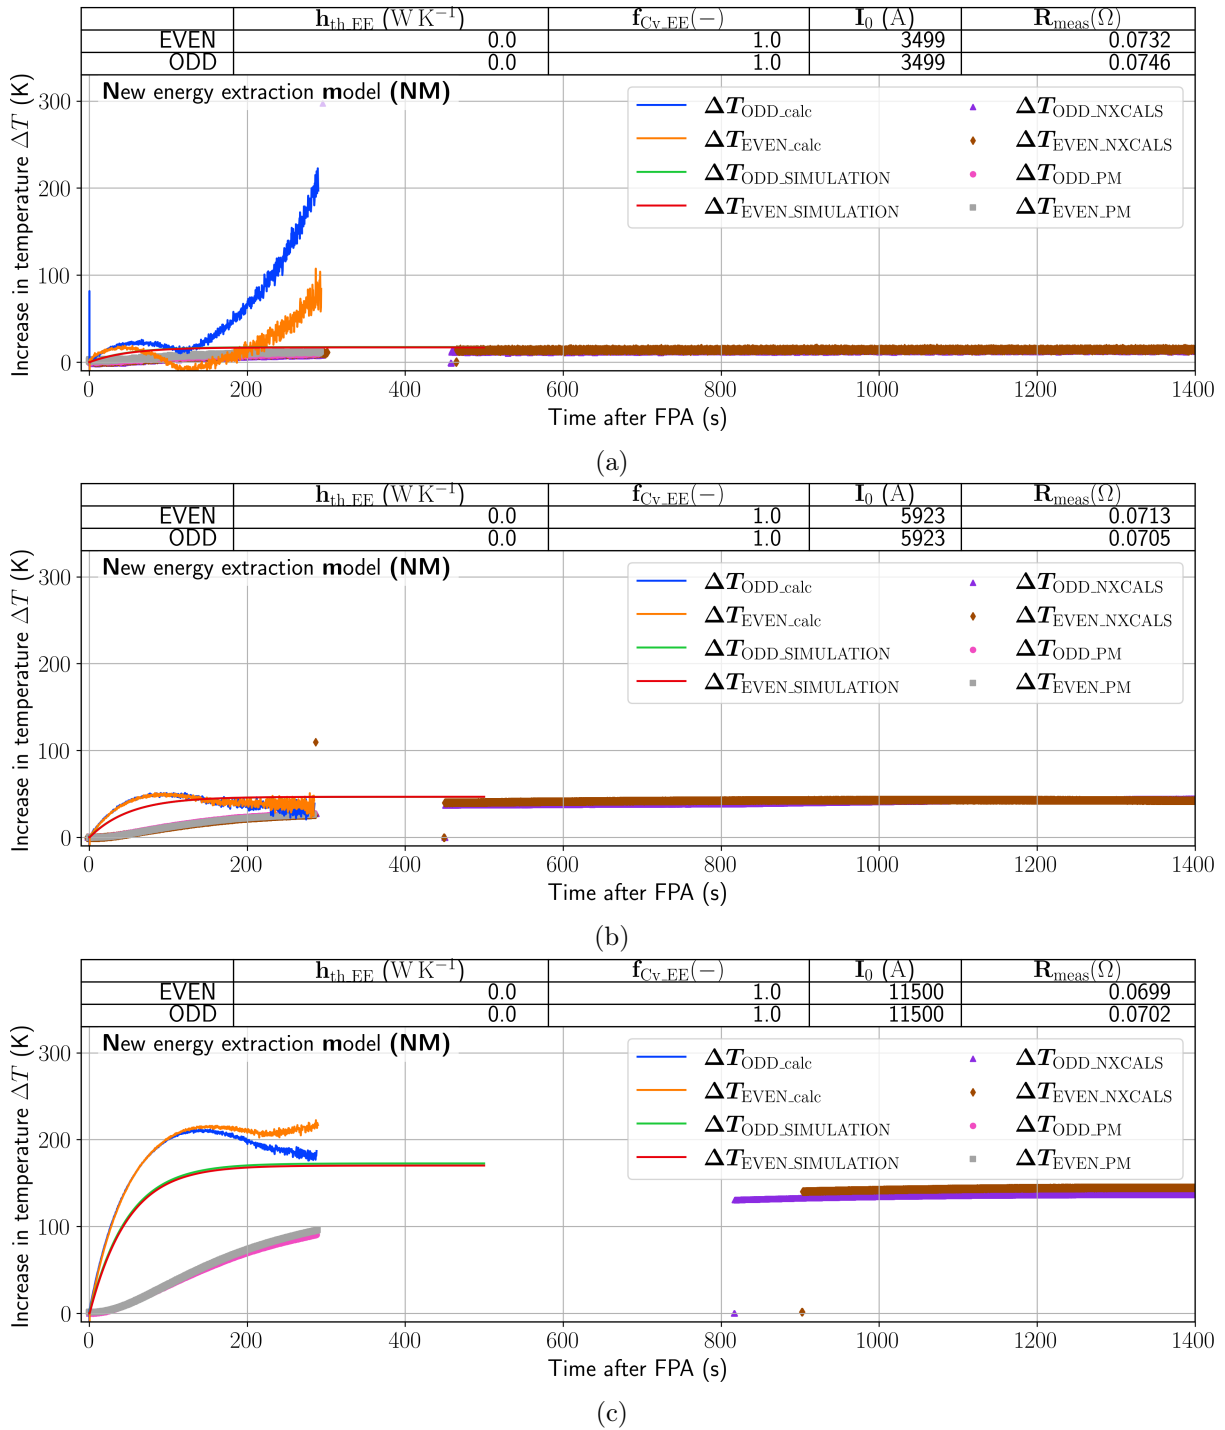 h_th_EE (W K⁻¹) f_Cv_EE(−) I₀ (A) R_meas(Ω)
EVEN 0.0 1.0 3499 0.0732
ODD 0.0 1.0 3499 0.0746
New energy extraction model (NM)
Increase in temperature ΔT (K)
300
200
100
0
ΔT_ODD_calc ΔT_ODD_NXCALS
ΔT_EVEN_calc ΔT_EVEN_NXCALS
ΔT_ODD_SIMULATION ΔT_ODD_PM
ΔT_EVEN_SIMULATION ΔT_EVEN_PM
0 200 400 600 800 1000 1200 1400
Time after FPA (s)
(a)
h_th_EE (W K⁻¹) f_Cv_EE(−) I₀ (A) R_meas(Ω)
EVEN 0.0 1.0 5923 0.0713
ODD 0.0 1.0 5923 0.0705
New energy extraction model (NM)
Increase in temperature ΔT (K)
300
200
100
0
ΔT_ODD_calc ΔT_ODD_NXCALS
ΔT_EVEN_calc ΔT_EVEN_NXCALS
ΔT_ODD_SIMULATION ΔT_ODD_PM
ΔT_EVEN_SIMULATION ΔT_EVEN_PM
0 200 400 600 800 1000 1200 1400
Time after FPA (s)
(b)
h_th_EE (W K⁻¹) f_Cv_EE(−) I₀ (A) R_meas(Ω)
EVEN 0.0 1.0 11500 0.0699
ODD 0.0 1.0 11500 0.0702
New energy extraction model (NM)
Increase in temperature ΔT (K)
300
200
100
0
ΔT_ODD_calc ΔT_ODD_NXCALS
ΔT_EVEN_calc ΔT_EVEN_NXCALS
ΔT_ODD_SIMULATION ΔT_ODD_PM
ΔT_EVEN_SIMULATION ΔT_EVEN_PM
0 200 400 600 800 1000 1200 1400
Time after FPA (s)
(c)